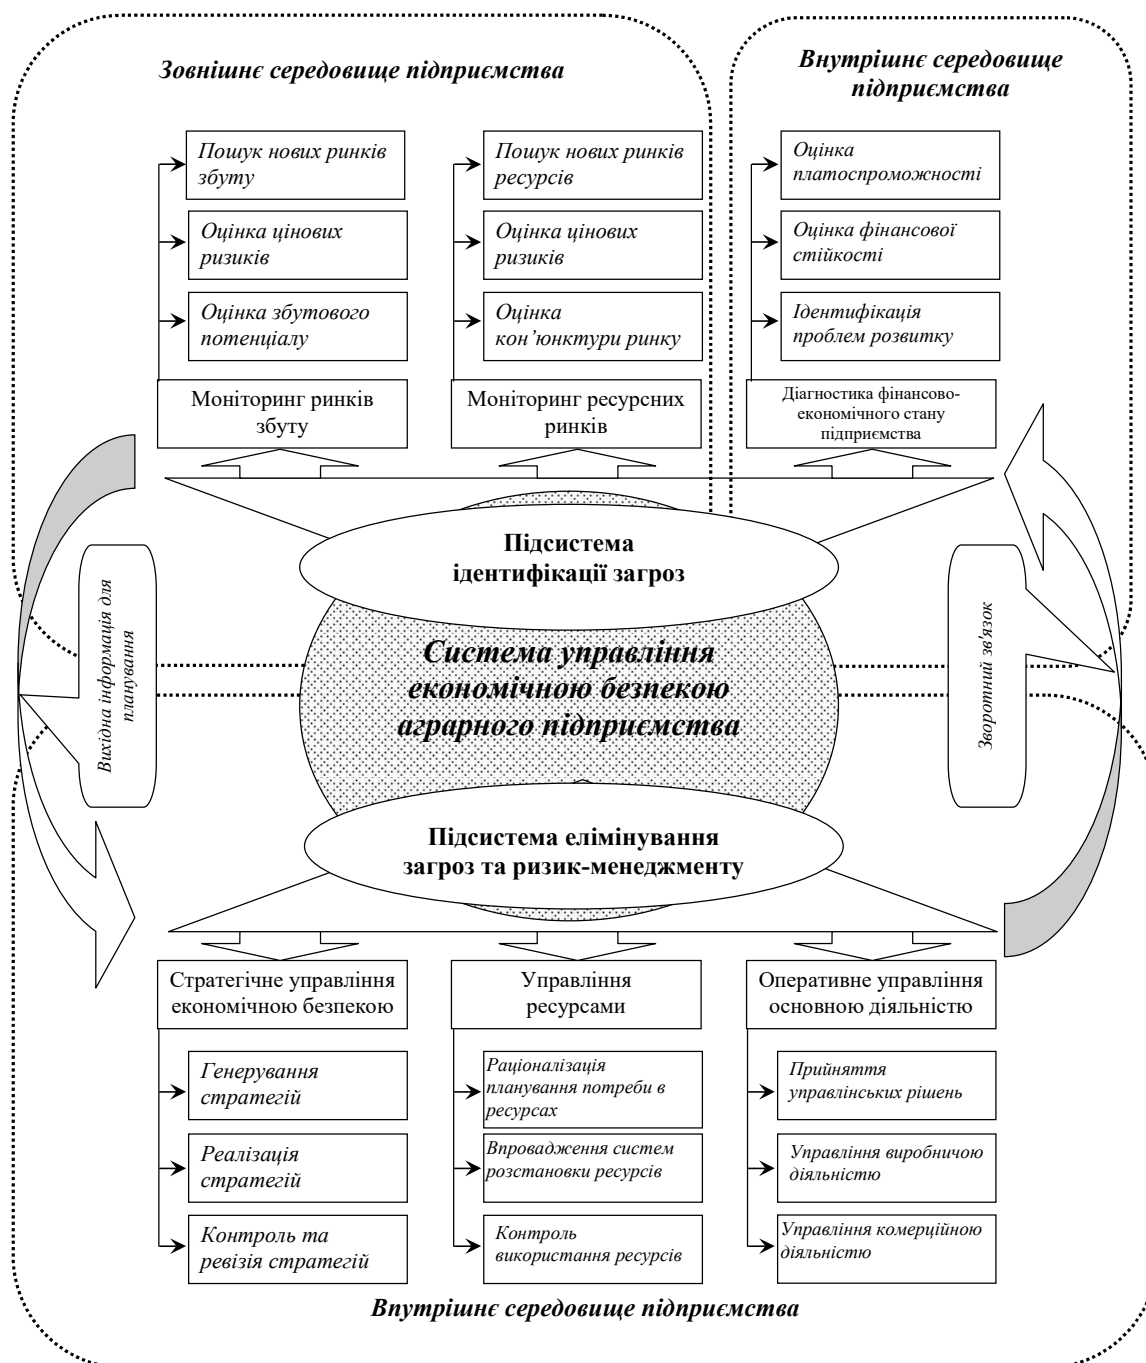 Зовнішнє середовище підприємства
Пошук нових ринків
збуту
Оцінка цінових
ризиків
Оцінка збутового
потенціалу
Моніторинг ринків
збуту
Пошук нових ринків
ресурсів
Оцінка цінових
ризиків
Оцінка
кон’юнктури ринку
Моніторинг ресурсних
ринків
Внутрішнє середовище
підприємства
Оцінка
платоспроможності
Оцінка фінансової
стійкості
Ідентифікація
проблем розвитку
Діагностика фінансово-
економічного стану
підприємства
Підсистема
ідентифікації загроз
Вихідна інформація для
планування
Система управління
економічною безпекою
аграрного підприємства
Зворотний зв'язок
Підсистема елімінування
загроз та ризик-менеджменту
Стратегічне управління
економічною безпекою
Генерування
стратегій
Реалізація
стратегій
Контроль та
ревізія стратегій
Управління
ресурсами
Раціоналізація
планування потреби в
ресурсах
Впровадження систем
розстановки ресурсів
Контроль
використання ресурсів
Оперативне управління
основною діяльністю
Прийняття
управлінських рішень
Управління виробничою
діяльністю
Управління комерційною
діяльністю
Впутрішнє середовище підприємства